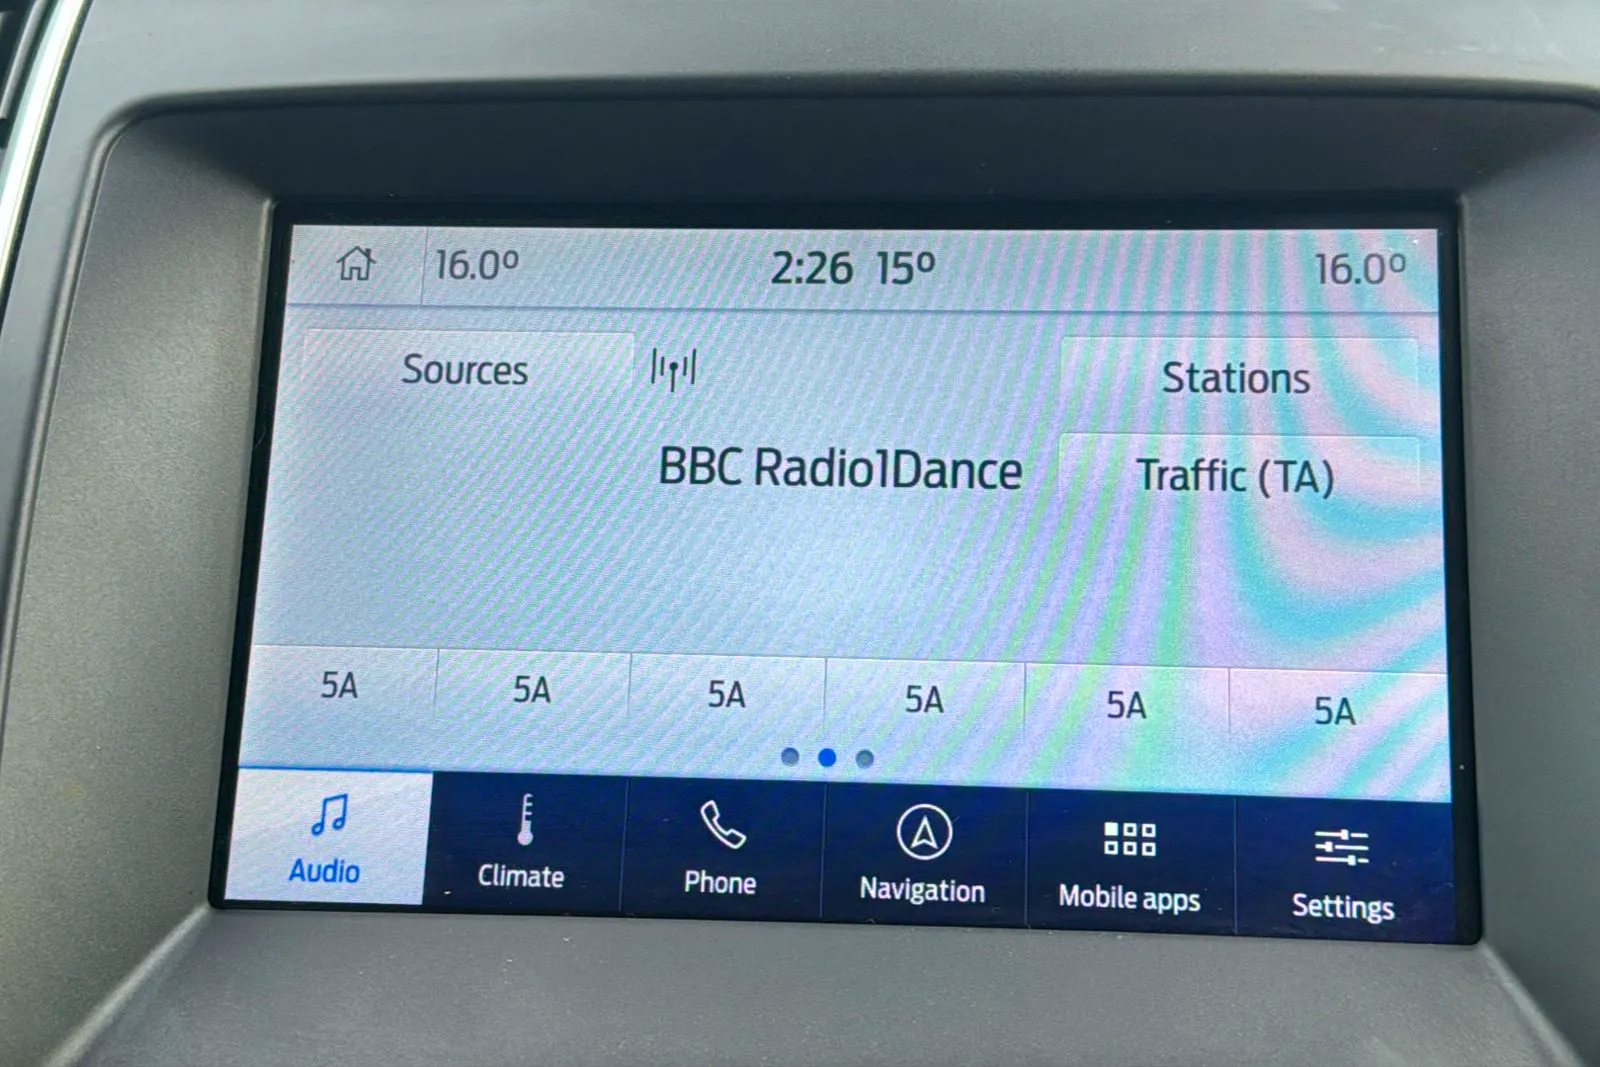 16.0º 2:26 15º 16.0º
Sources Stations
BBC Radio1Dance Traffic (TA)
5A 5A 5A 5A 5A 5A
Audio Climate Phone Navigation Mobile apps Settings